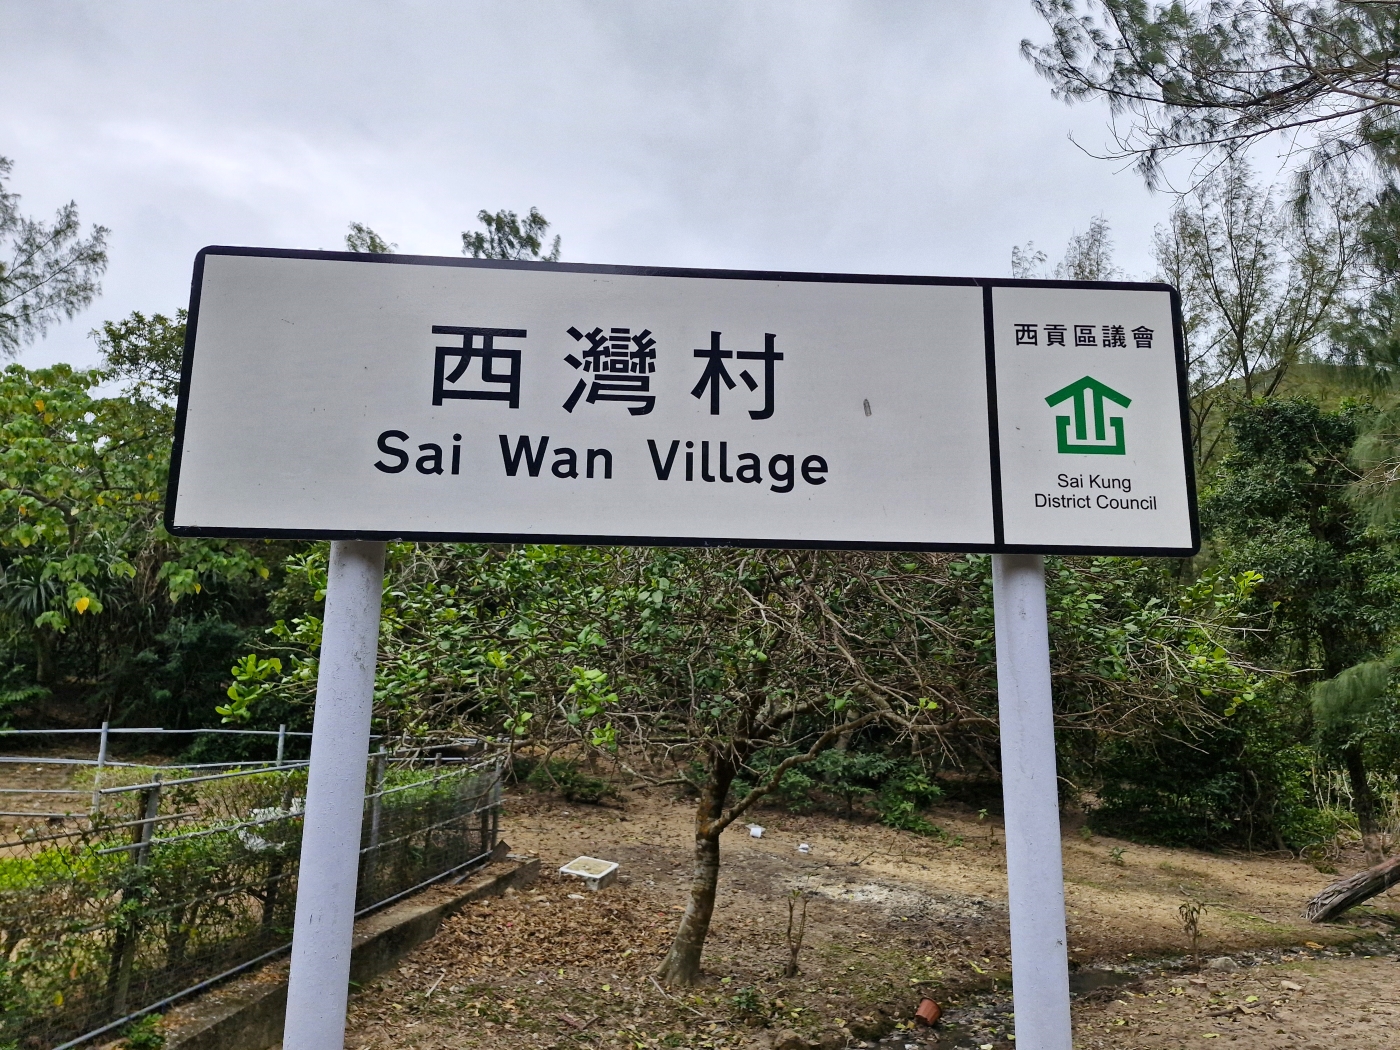 西灣村
Sai Wan Village
西貢區議會
Sai Kung
District Council